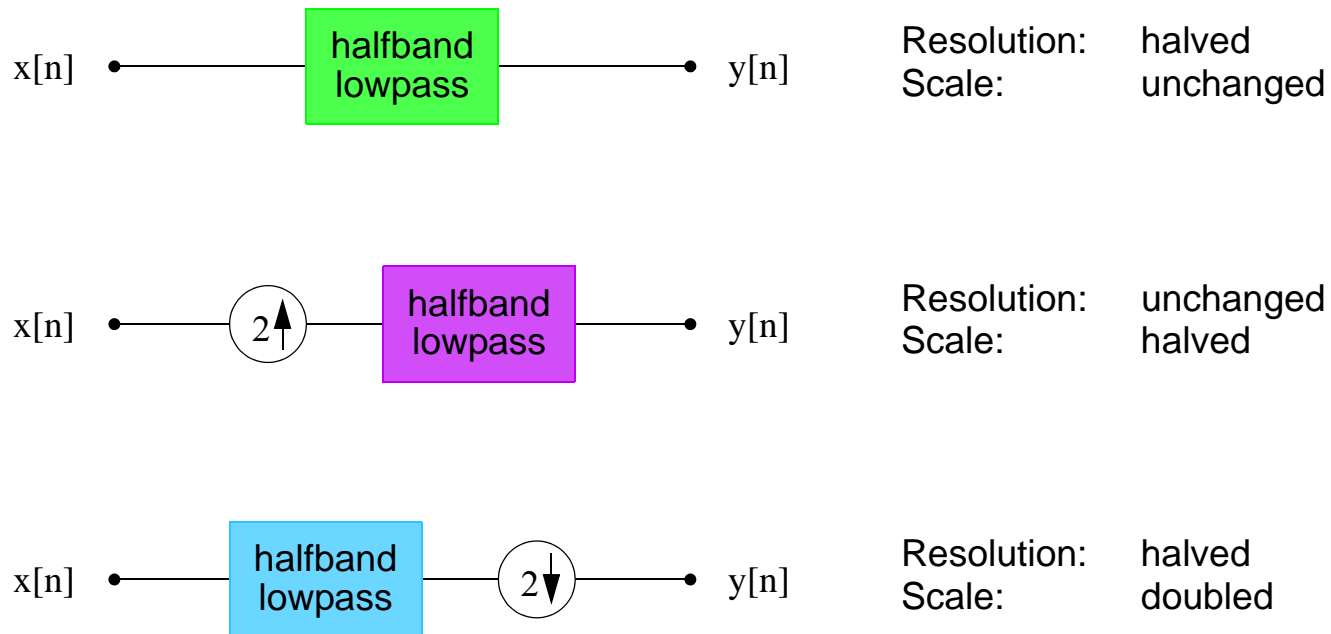 halfband
lowpass
x[n]
y[n]
Resolution: halved
Scale: unchanged
x[n]
2
halfband
lowpass
y[n]
Resolution: unchanged
Scale: halved
x[n]
halfband
lowpass
2
y[n]
Resolution: halved
Scale: doubled